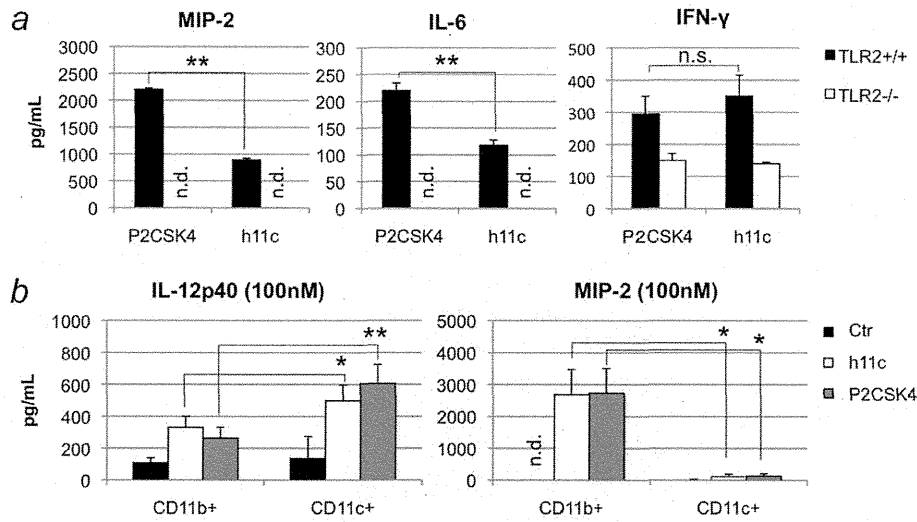 a
MIP-2
IL-6
IFN-γ
pg/mL
3000
2500
2000
1500
1000
500
0
**
n.d.
n.d.
P2CSK4
h11c
300
250
200
150
100
50
0
**
n.d.
n.d.
P2CSK4
h11c
500
400
300
200
100
0
n.s.
P2CSK4
h11c
TLR2+/+
TLR2-/-
b
IL-12p40 (100nM)
MIP-2 (100nM)
pg/mL
1000
800
600
400
200
0
*
**
CD11b+
CD11c+
5000
4000
3000
2000
1000
0
n.d.
*
*
CD11b+
CD11c+
Ctr
h11c
P2CSK4